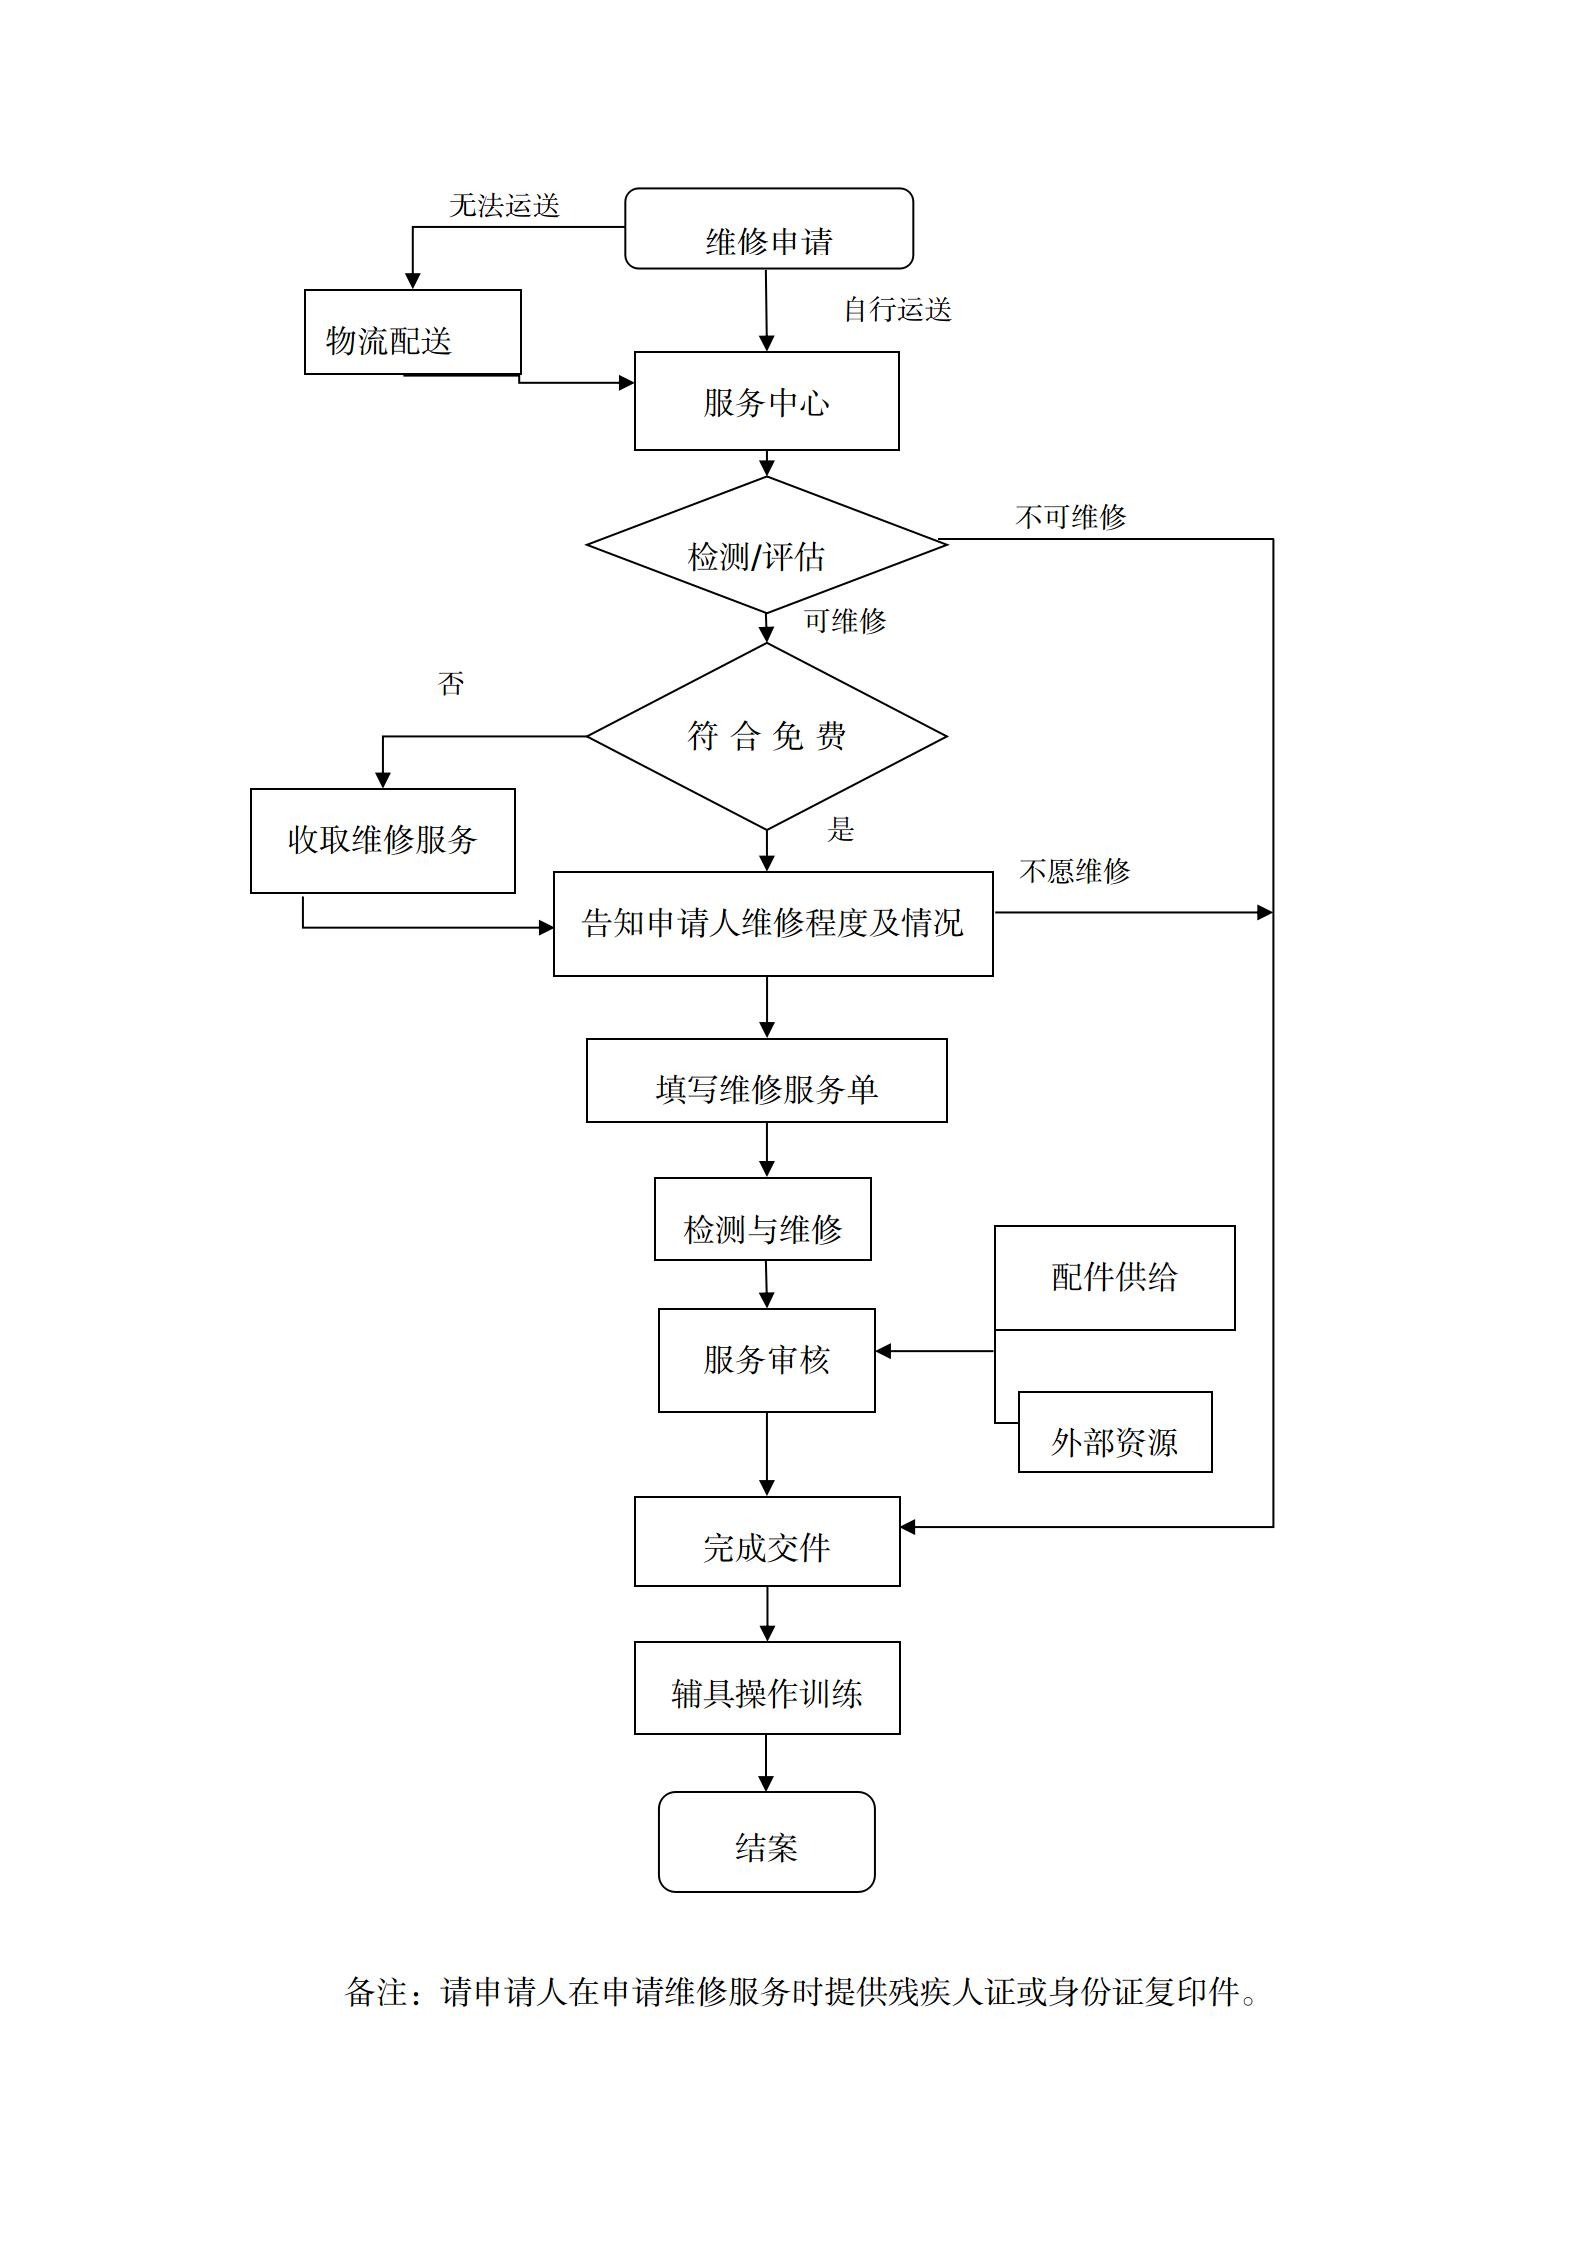 无法运送
维修申请
自行运送
物流配送
服务中心
不可维修
检测/评估
可维修
否
符合免费
是
收取维修服务
不愿维修
告知申请人维修程度及情况
填写维修服务单
检测与维修
配件供给
服务审核
外部资源
完成交件
辅具操作训练
结案
备注：请申请人在申请维修服务时提供残疾人证或身份证复印件。